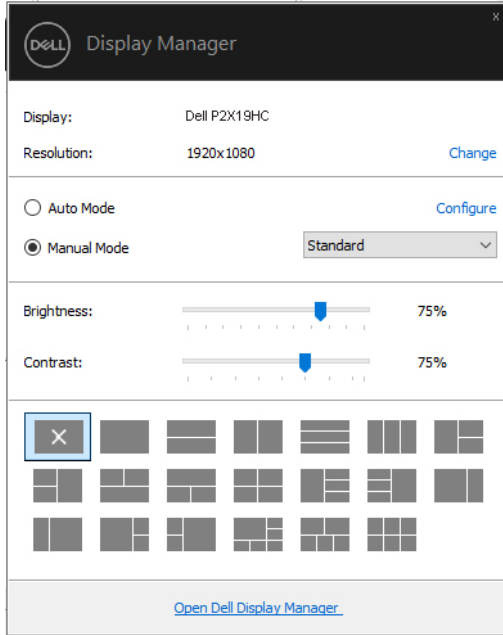 DELL Display Manager x
Display: Dell P2X19HC
Resolution: 1920x1080 Change
Auto Mode Configure
Manual Mode Standard
Brightness: 75%
Contrast: 75%
Open Dell Display Manager